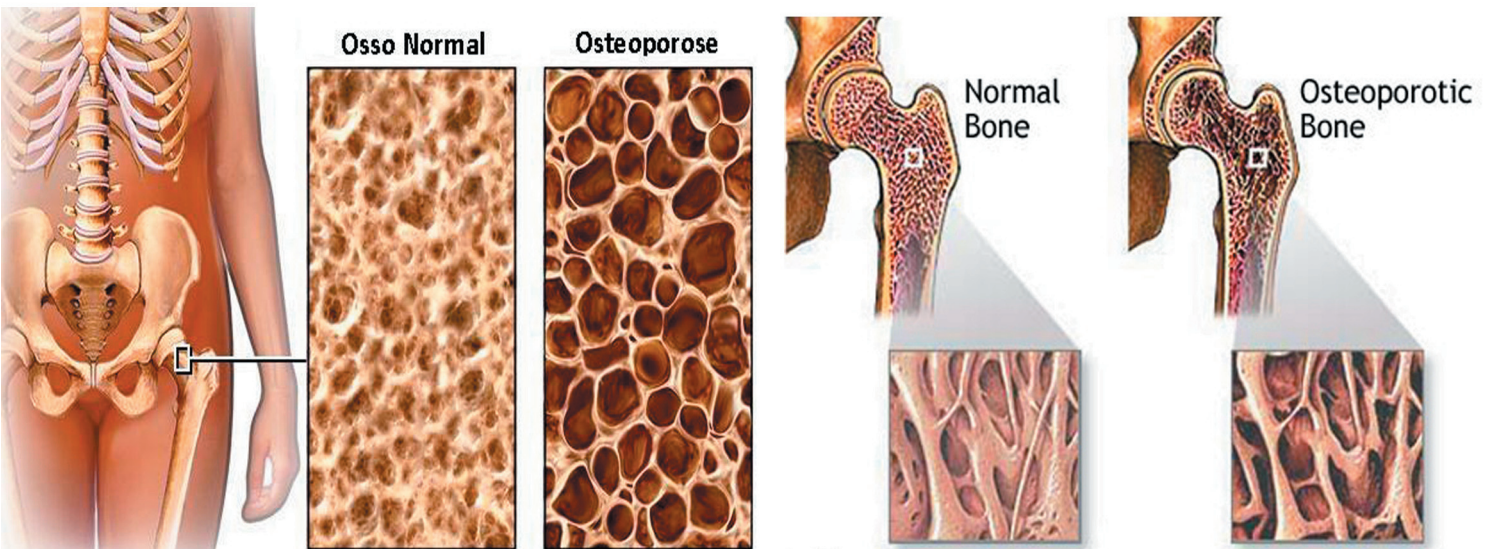 Osso Normal
Osteoporose
Normal
Bone
Osteoporotic
Bone